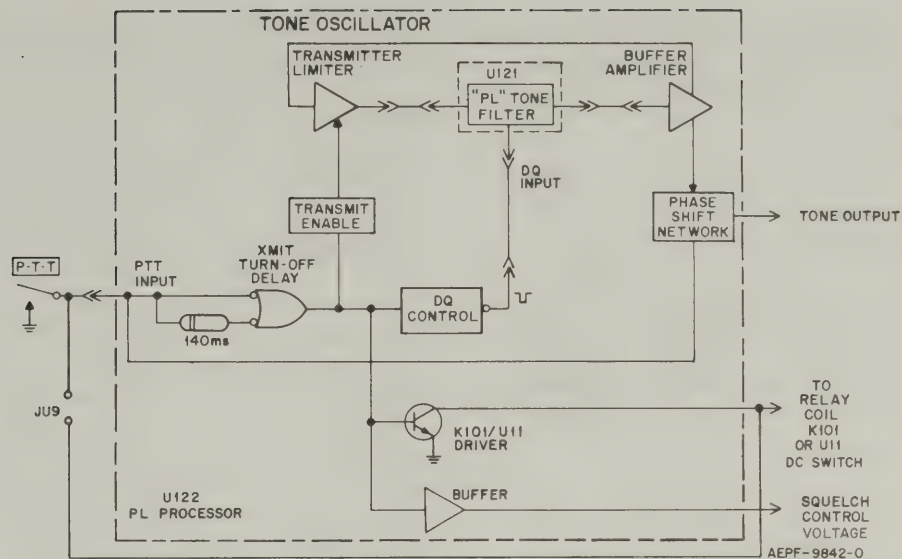 TONE OSCILLATOR
TRANSMITTER
LIMITER
U121
"PL" TONE
FILTER
BUFFER
AMPLIFIER
DQ
INPUT
TRANSMIT
ENABLE
PHASE
SHIFT
NETWORK
TONE OUTPUT
P-T-T
PTT
INPUT
XMIT
TURN-OFF
DELAY
140ms
DQ
CONTROL
JU9
K101/U11
DRIVER
TO
RELAY
COIL
K101
OR U11
DC SWITCH
U122
PL PROCESSOR
BUFFER
SQUELCH
CONTROL
VOLTAGE
AEPF-9842-O